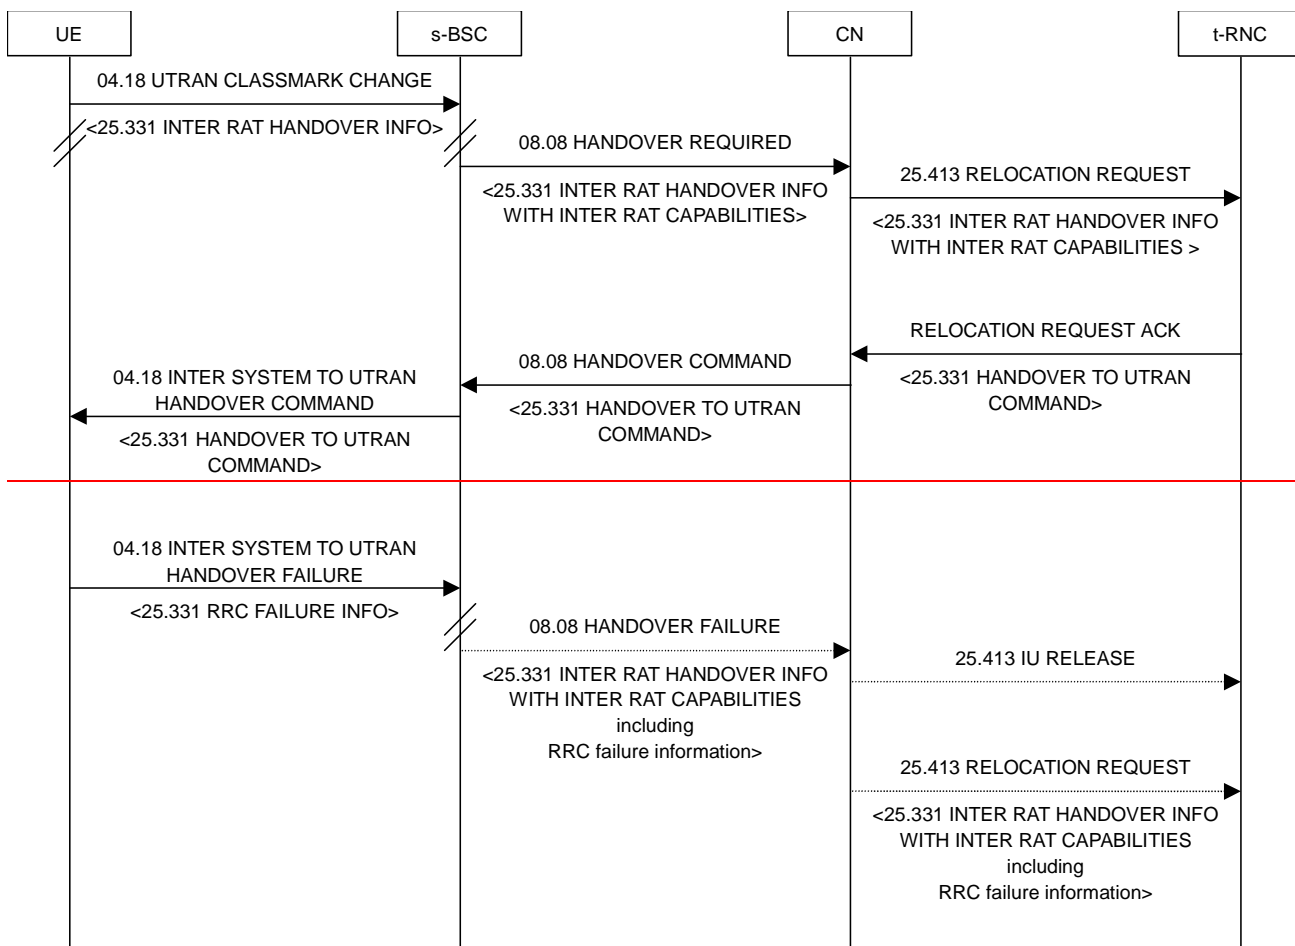 UE
s-BSC
CN
t-RNC
04.18 UTRAN CLASSMARK CHANGE
<25.331 INTER RAT HANDOVER INFO>
08.08 HANDOVER REQUIRED
<25.331 INTER RAT HANDOVER INFO
WITH INTER RAT CAPABILITIES>
25.413 RELOCATION REQUEST
<25.331 INTER RAT HANDOVER INFO
WITH INTER RAT CAPABILITIES >
RELOCATION REQUEST ACK
<25.331 HANDOVER TO UTRAN
COMMAND>
08.08 HANDOVER COMMAND
<25.331 HANDOVER TO UTRAN
COMMAND>
04.18 INTER SYSTEM TO UTRAN
HANDOVER COMMAND
<25.331 HANDOVER TO UTRAN
COMMAND>
04.18 INTER SYSTEM TO UTRAN
HANDOVER FAILURE
<25.331 RRC FAILURE INFO>
08.08 HANDOVER FAILURE
<25.331 INTER RAT HANDOVER INFO
WITH INTER RAT CAPABILITIES
including
RRC failure information>
25.413 IU RELEASE
25.413 RELOCATION REQUEST
<25.331 INTER RAT HANDOVER INFO
WITH INTER RAT CAPABILITIES
including
RRC failure information>